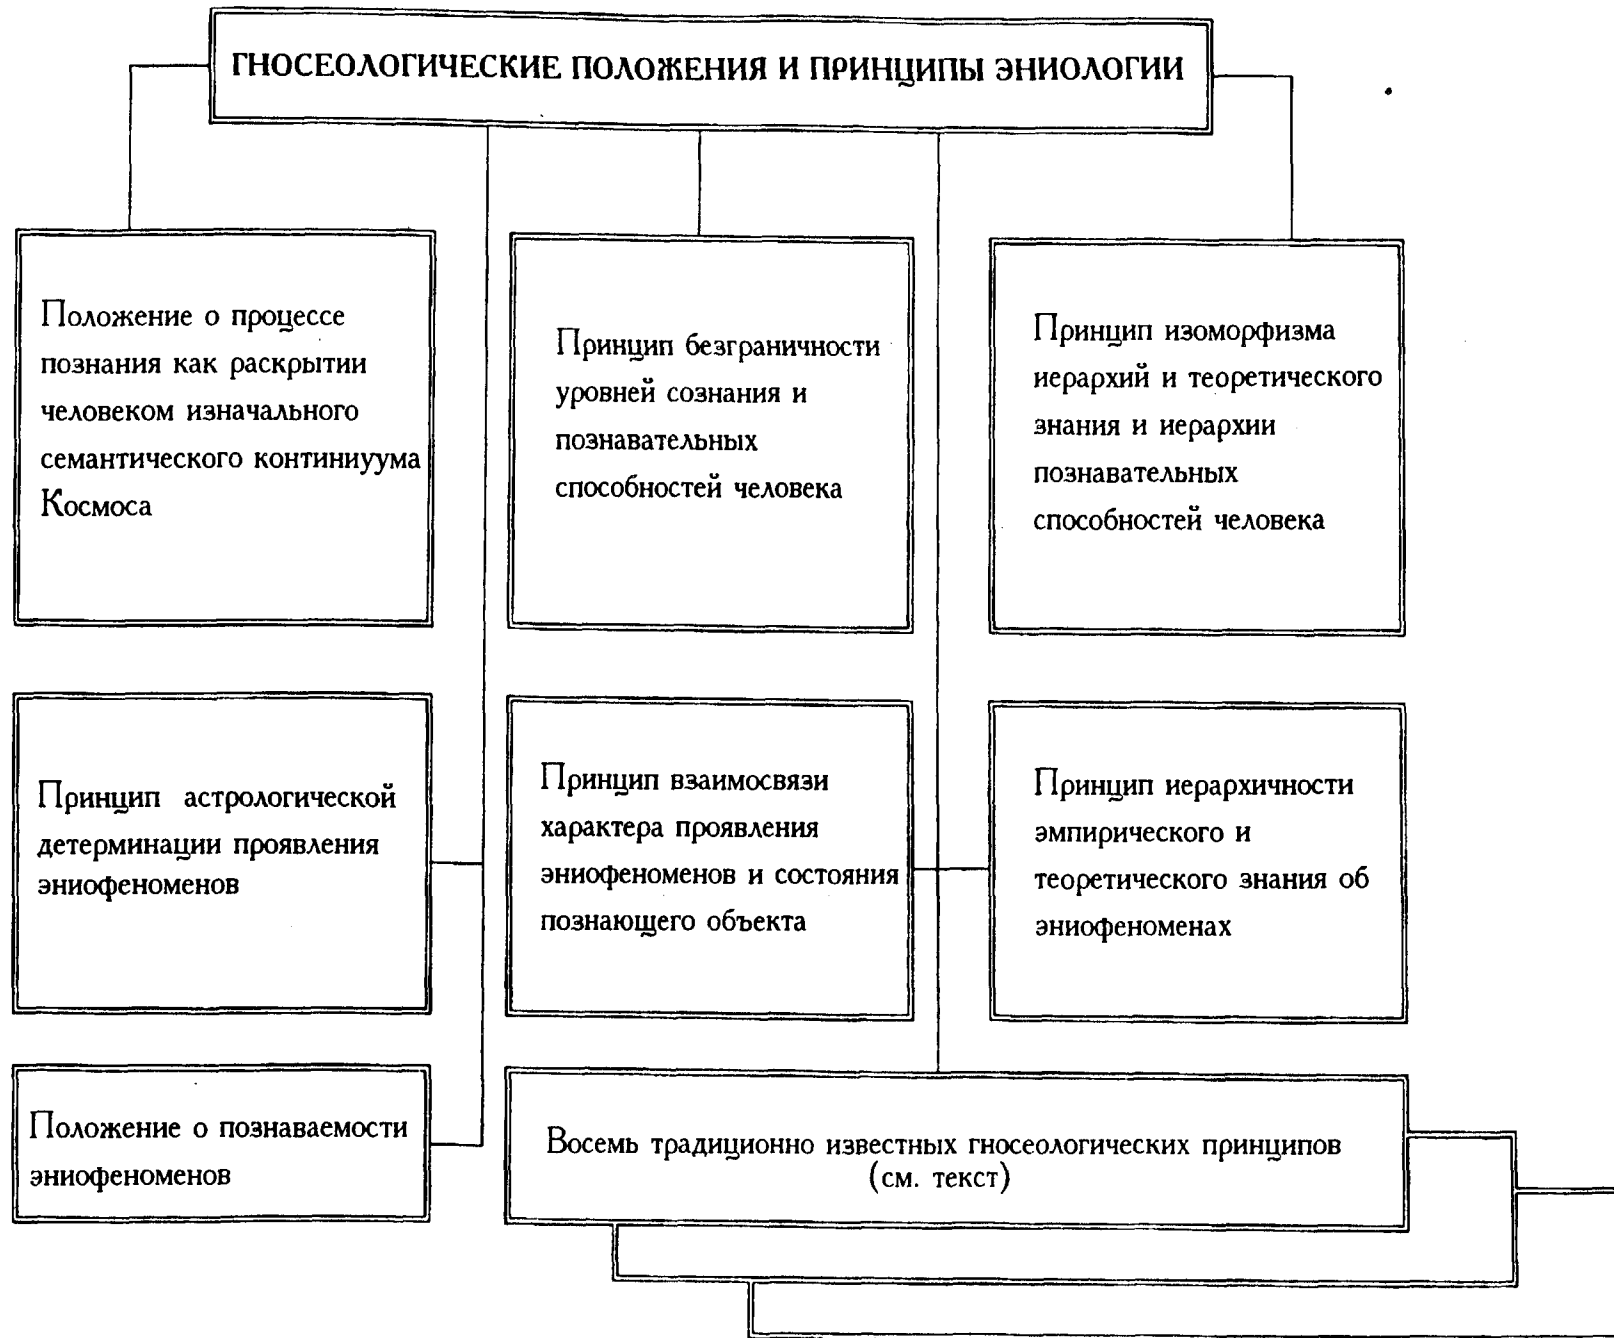 ГНОСЕОЛОГИЧЕСКИЕ ПОЛОЖЕНИЯ И ПРИНЦИПЫ ЭНИОЛОГИИ
Положение о процессе
познания как раскрытии
человеком изначального
семантического континиуума
Космоса
Принцип безграничности
уровней сознания и
познавательных
способностей человека
Принцип изоморфизма
иерархий и теоретического
знания и иерархии
познавательных
способностей человека
Принцип астрологической
детерминации проявления
эниофеноменов
Принцип взаимосвязи
характера проявления
эниофеноменов и состояния
познающего объекта
Принцип иерархичности
эмпирического и
теоретического знания об
эниофеноменах
Положение о познаваемости
эниофеноменов
Восемь традиционно известных гносеологических принципов
(см. текст)